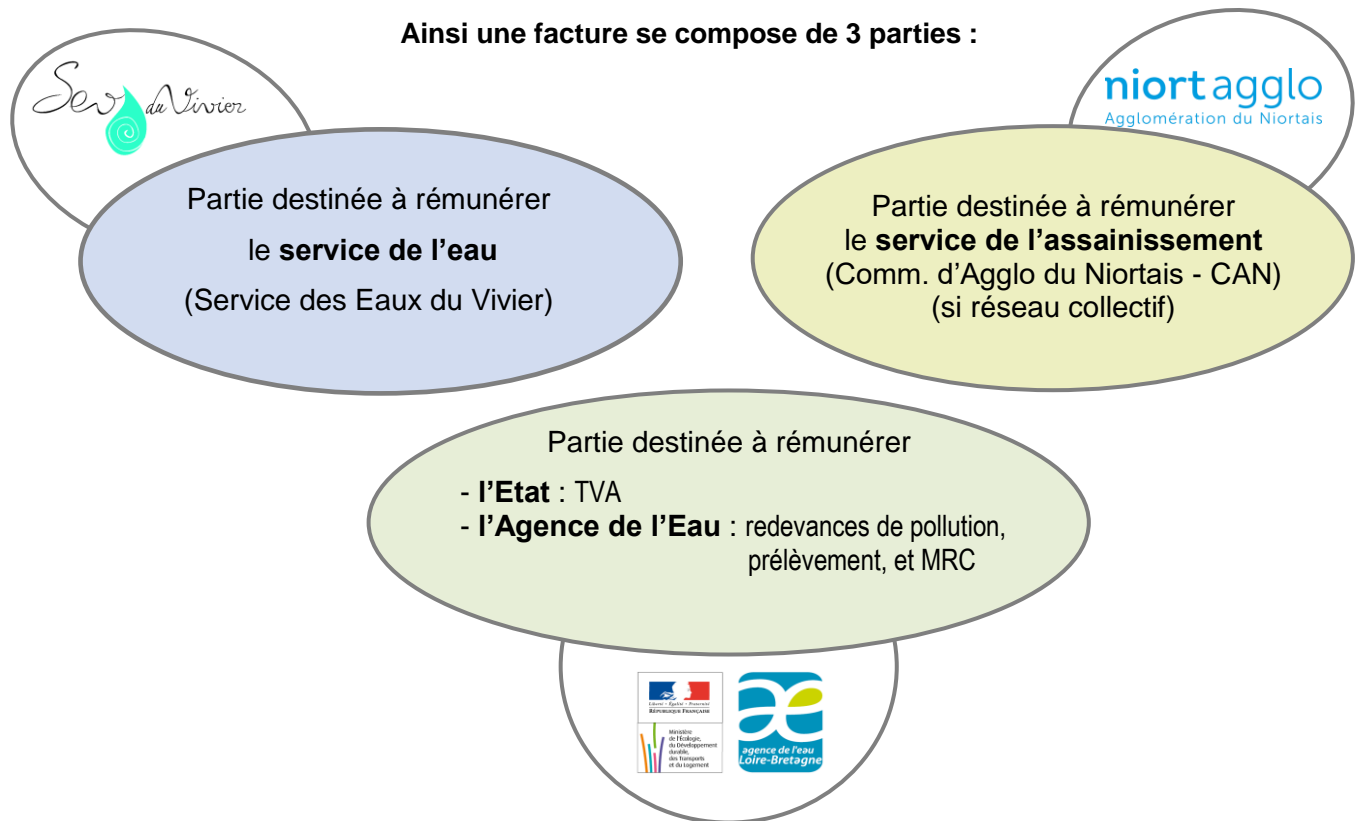 Ainsi une facture se compose de 3 parties :
Sev du Vivier
niortagglo
Agglomération du Niortais
Partie destinée à rémunérer
le service de l'eau
(Service des Eaux du Vivier)
Partie destinée à rémunérer
le service de l'assainissement
(Comm. d'Agglo du Niortais - CAN)
(si réseau collectif)
Partie destinée à rémunérer
- l'Etat : TVA
- l'Agence de l'Eau : redevances de pollution,
prélèvement, et MRC
Liberté • Égalité • Fraternité
RÉPUBLIQUE FRANÇAISE
Ministère
de l'Écologie,
du Développement
durable,
des Transports
et du Logement
agence de l'eau
Loire-Bretagne